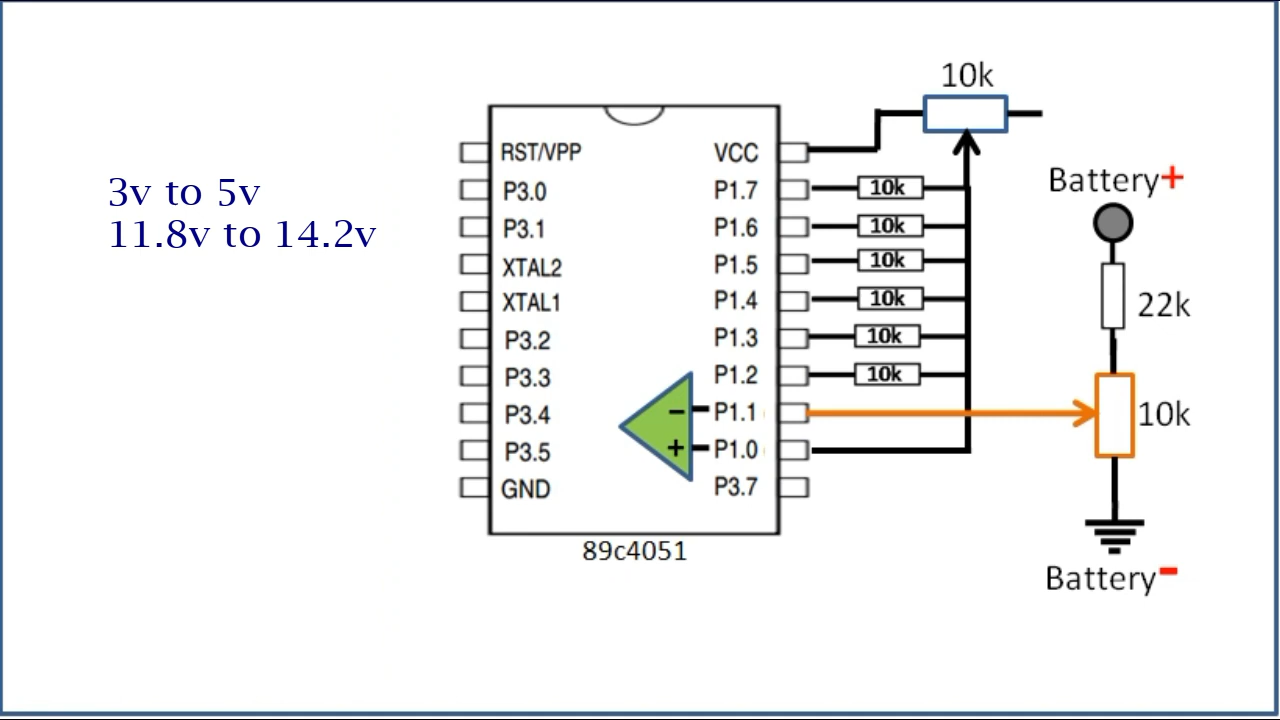 3v to 5v
11.8v to 14.2v
10k
RST/VPP
P3.0
P3.1
XTAL2
XTAL1
P3.2
P3.3
P3.4
P3.5
GND
VCC
P1.7
P1.6
P1.5
P1.4
P1.3
P1.2
− P1.1
+ P1.0
P3.7
10k
10k
10k
10k
10k
10k
89c4051
Battery+
22k
10k
Battery-